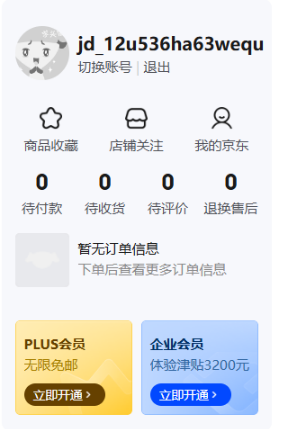 jd_12u536ha63wequ
切换账号 | 退出
商品收藏 店铺关注 我的京东
0 0 0 0
待付款 待收货 待评价 退换售后
暂无订单信息
下单后查看更多订单信息
PLUS会员 企业会员
无限免邮 体验津贴3200元
立即开通 > 立即开通 >